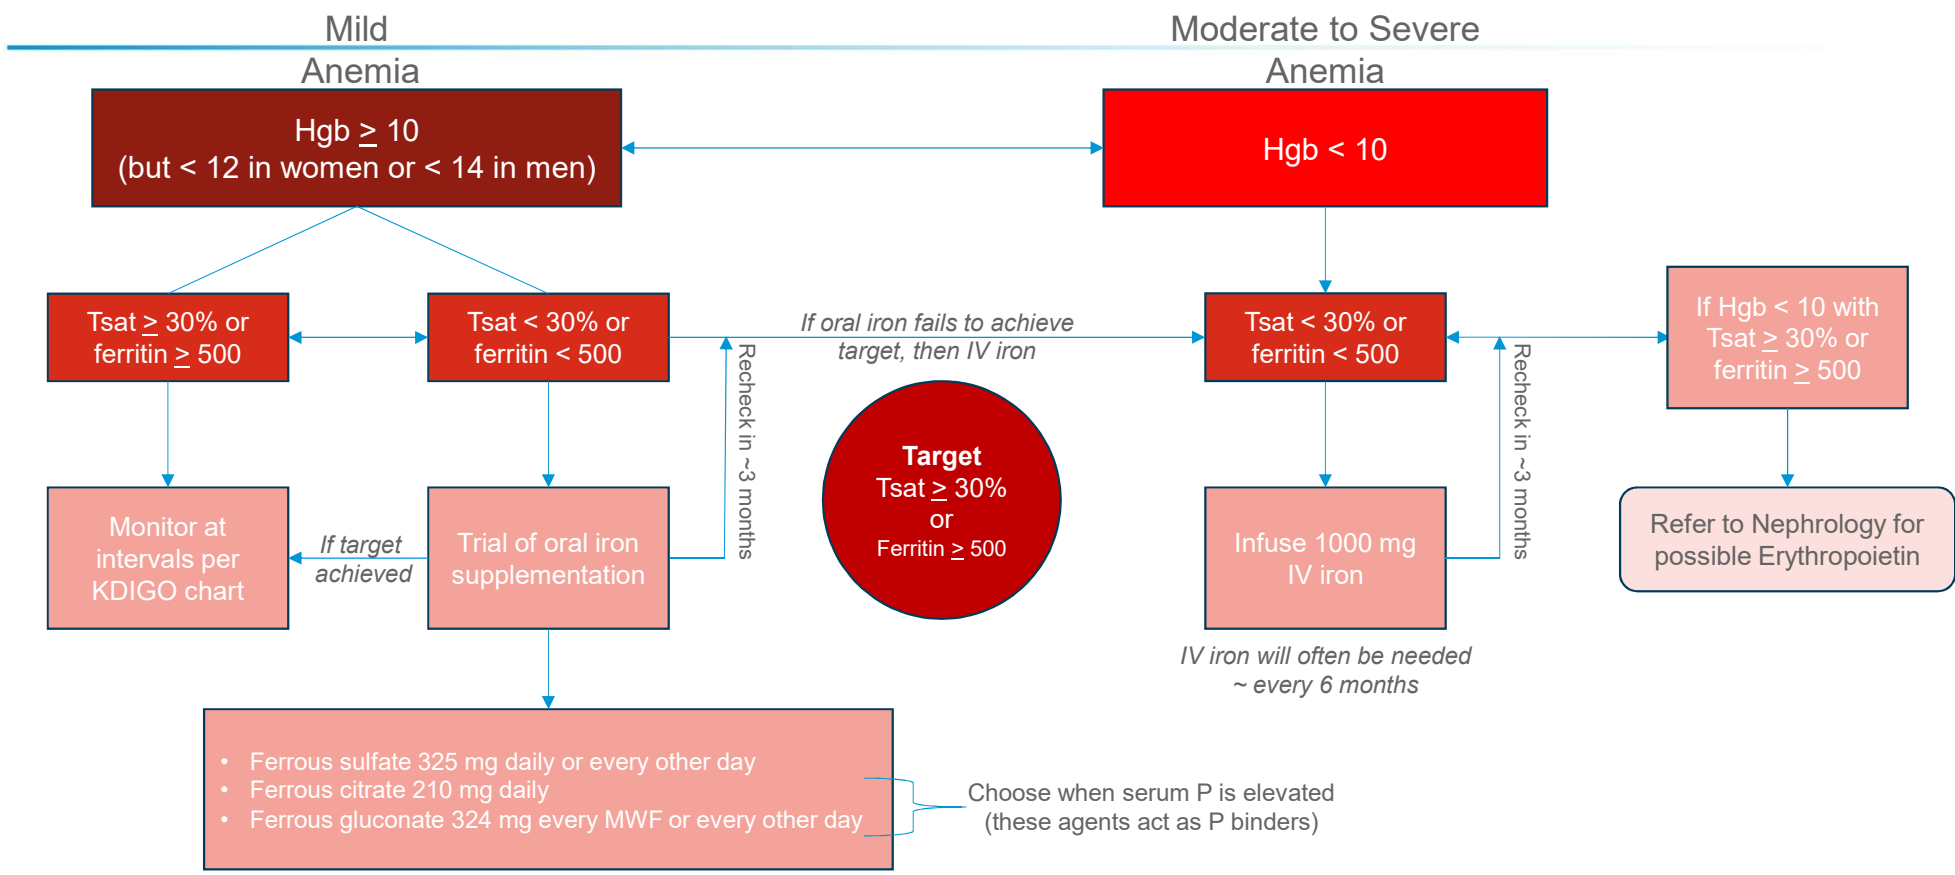 Mild
Anemia
Moderate to Severe
Anemia
Hgb ≥ 10
(but < 12 in women or < 14 in men)
Hgb < 10
Tsat ≥ 30% or
ferritin ≥ 500
Tsat < 30% or
ferritin < 500
If oral iron fails to achieve
target, then IV iron
Tsat < 30% or
ferritin < 500
If Hgb < 10 with
Tsat ≥ 30% or
ferritin ≥ 500
Recheck in ~3 months
Recheck in ~3 months
Target
Tsat ≥ 30%
or
Ferritin ≥ 500
Monitor at
intervals per
KDIGO chart
If target
achieved
Trial of oral iron
supplementation
Infuse 1000 mg
IV iron
Refer to Nephrology for
possible Erythropoietin
IV iron will often be needed
~ every 6 months
• Ferrous sulfate 325 mg daily or every other day
• Ferrous citrate 210 mg daily
• Ferrous gluconate 324 mg every MWF or every other day
Choose when serum P is elevated
(these agents act as P binders)